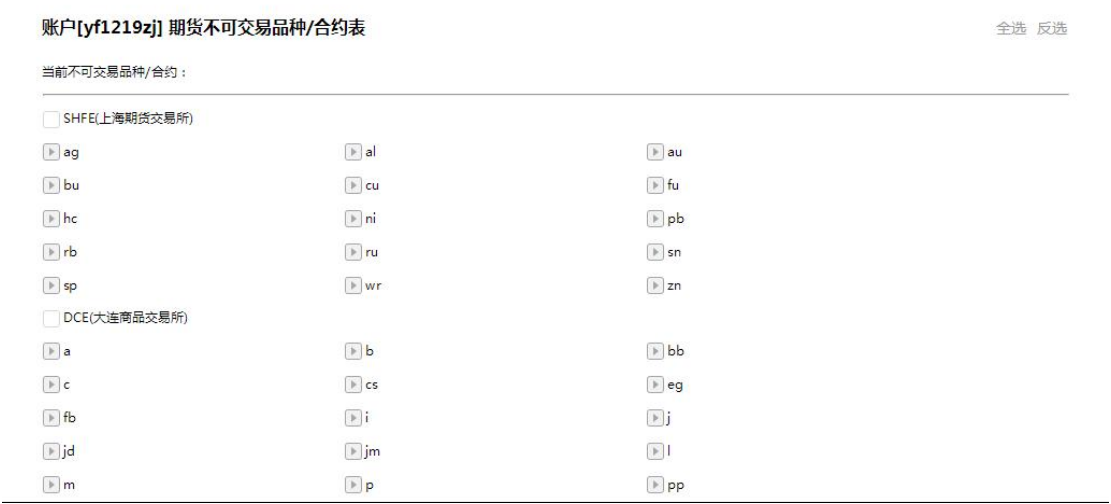 账户[yf1219zj] 期货不可交易品种/合约表 全选 反选
当前不可交易品种/合约：
SHFE(上海期货交易所)
ag al au
bu cu fu
hc ni pb
rb ru sn
sp wr zn
DCE(大连商品交易所)
a b bb
c cs eg
fb i j
jd jm l
m p pp